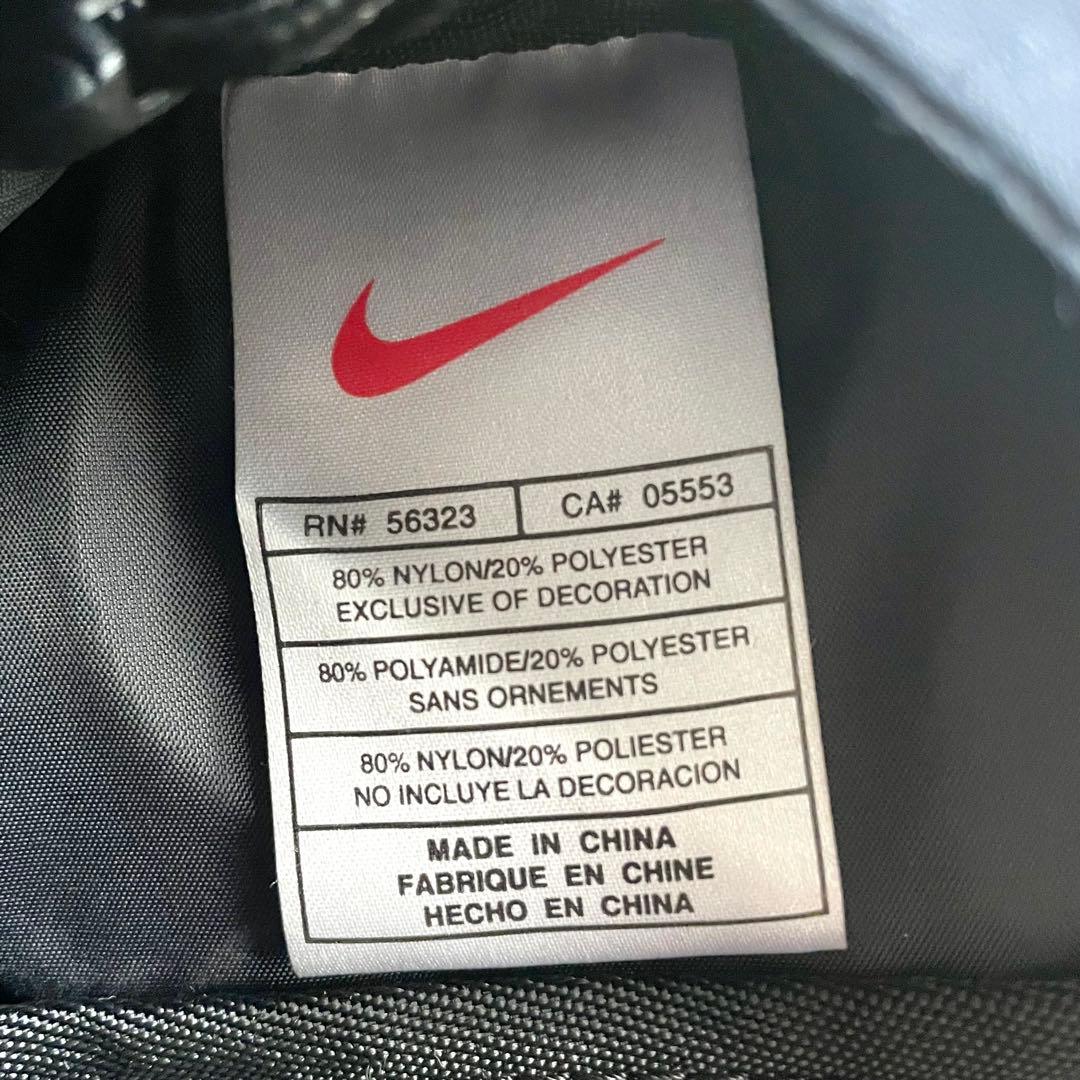 RN# 56323
CA# 05553
80% NYLON/20% POLYESTER
EXCLUSIVE OF DECORATION
80% POLYAMIDE/20% POLYESTER
SANS ORNEMENTS
80% NYLON/20% POLIESTER
NO INCLUYE LA DECORACION
MADE IN CHINA
FABRIQUE EN CHINE
HECHO EN CHINA